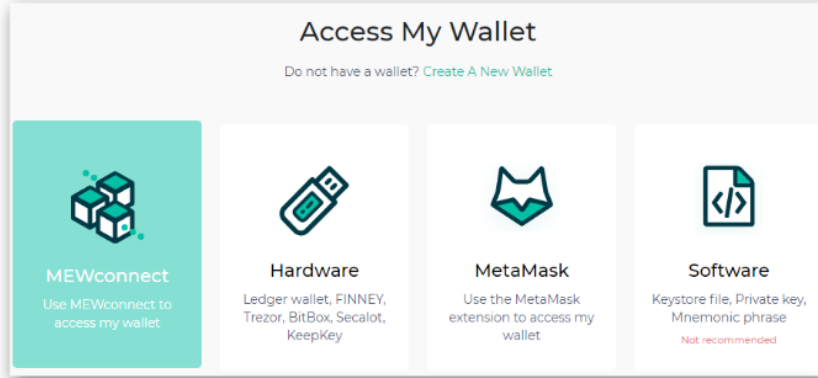 Access My Wallet
Do not have a wallet? Create A New Wallet
MEWconnect
Use MEWconnect to
access my wallet
Hardware
Ledger wallet, FINNEY,
Trezor, BitBox, Secalot,
KeepKey
MetaMask
Use the MetaMask
extension to access my
wallet
Software
Keystore file, Private key,
Mnemonic phrase
Not recommended